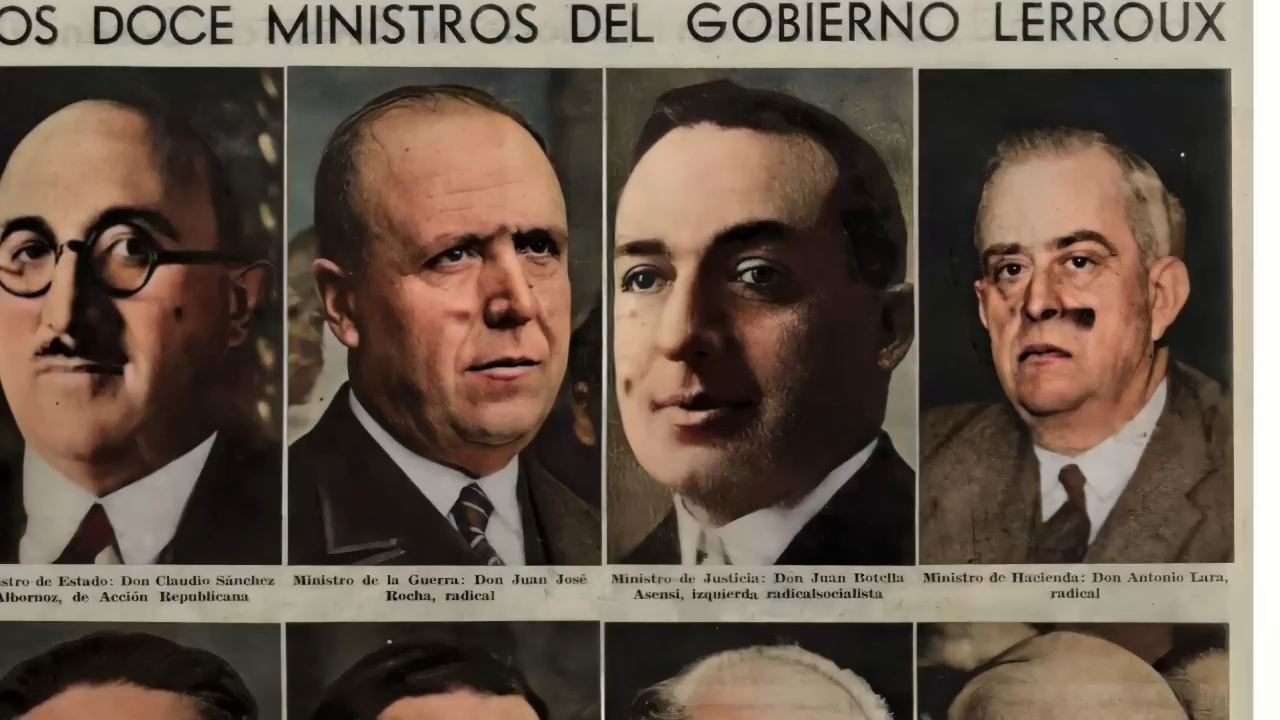 OS DOCE MINISTROS DEL GOBIERNO LERROUX
stro de Estado: Don Claudio Sánchez
Albornoz, de Acción Republicana
Ministro de la Guerra: Don Juan José
Rocha, radical
Ministro de Justicia: Don Juan Botella
Asensi, izquierda radicalsocialista
Ministro de Hacienda: Don Antonio Lara,
radical